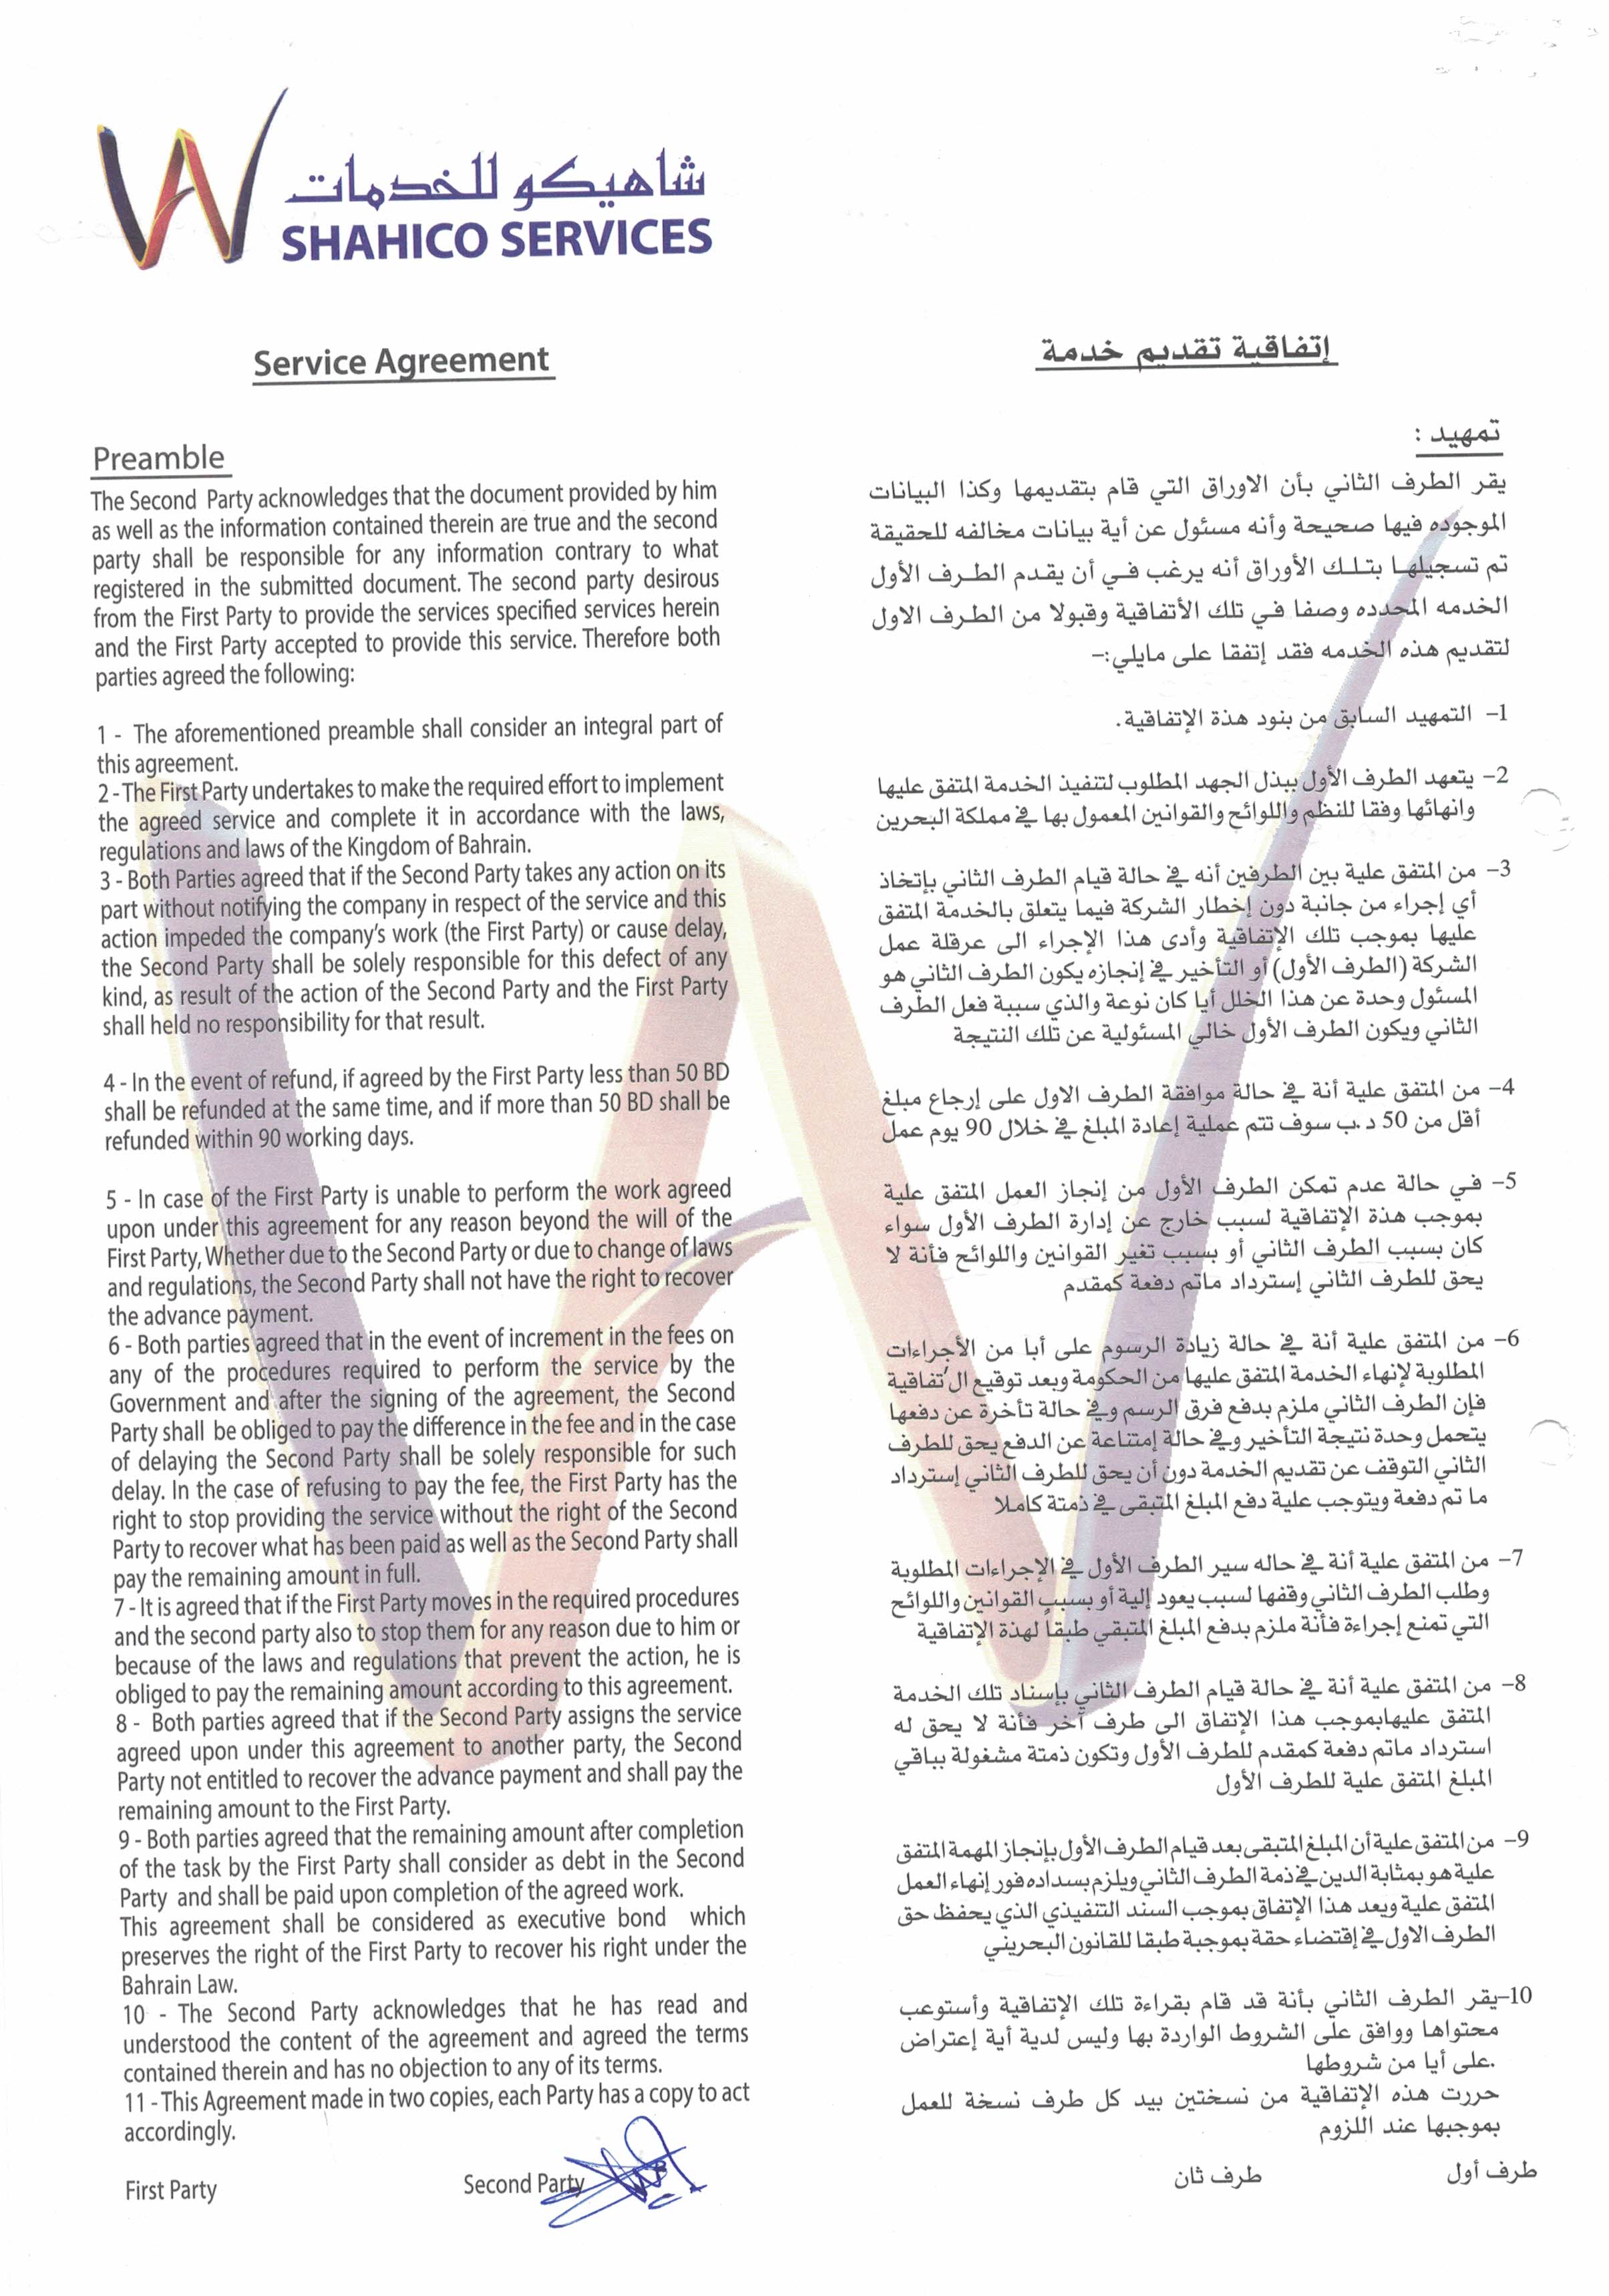 شاهيكو للخدمات
SHAHICO SERVICES
Service Agreement
Preamble
The Second Party acknowledges that the document provided by him
as well as the information contained therein are true and the second
party shall be responsible for any information contrary to what
registered in the submitted document. The second party desirous
from the First Party to provide the services specified services herein
and the First Party accepted to provide this service. Therefore both
parties agreed the following:
1 - The aforementioned preamble shall consider an integral part of
this agreement.
2 - The First Party undertakes to make the required effort to implement
the agreed service and complete it in accordance with the laws,
regulations and laws of the Kingdom of Bahrain.
3 - Both Parties agreed that if the Second Party takes any action on its
part without notifying the company in respect of the service and this
action impeded the company's work (the First Party) or cause delay,
the Second Party shall be solely responsible for this defect of any
kind, as result of the action of the Second Party and the First Party
shall held no responsibility for that result.
4 - In the event of refund, if agreed by the First Party less than 50 BD
shall be refunded at the same time, and if more than 50 BD shall be
refunded within 90 working days.
5 - In case of the First Party is unable to perform the work agreed
upon under this agreement for any reason beyond the will of the
First Party, Whether due to the Second Party or due to change of laws
and regulations, the Second Party shall not have the right to recover
the advance payment.
6 - Both parties agreed that in the event of increment in the fees on
any of the procedures required to perform the service by the
Government and after the signing of the agreement, the Second
Party shall be obliged to pay the difference in the fee and in the case
of delaying the Second Party shall be solely responsible for such
delay. In the case of refusing to pay the fee, the First Party has the
right to stop providing the service without the right of the Second
Party to recover what has been paid as well as the Second Party shall
pay the remaining amount in full.
7 - It is agreed that if the First Party moves in the required procedures
and the second party also to stop them for any reason due to him or
because of the laws and regulations that prevent the action, he is
obliged to pay the remaining amount according to this agreement.
8 - Both parties agreed that if the Second Party assigns the service
agreed upon under this agreement to another party, the Second
Party not entitled to recover the advance payment and shall pay the
remaining amount to the First Party.
9 - Both parties agreed that the remaining amount after completion
of the task by the First Party shall consider as debt in the Second
Party and shall be paid upon completion of the agreed work.
This agreement shall be considered as executive bond which
preserves the right of the First Party to recover his right under the
Bahrain Law.
10 - The Second Party acknowledges that he has read and
understood the content of the agreement and agreed the terms
contained therein and has no objection to any of its terms.
11 - This Agreement made in two copies, each Party has a copy to act
accordingly.
First Party
Second Party
إتفاقية تقديم خدمة
تمهيد :
يقر الطرف الثاني بأن الاوراق التي قام بتقديمها وكذا البيانات
الموجوده فيها صحيحة وأنه مسئول عن أية بيانات مخالفه للحقيقة
تم تسجيلها بتلك الأوراق أنه يرغب في أن يقدم الطرف الأول
الخدمه المحدده وصفا في تلك الأتفاقية وقبولا من الطرف الاول
لتقديم هذه الخدمه فقد إتفقا على مايلي:-
1- التمهيد السابق من بنود هذة الإتفاقية.
2- يتعهد الطرف الأول ببذل الجهد المطلوب لتنفيذ الخدمة المتفق عليها
وانهائها وفقا للنظم واللوائح والقوانين المعمول بها في مملكة البحرين
3- من المتفق علية بين الطرفين أنه في حالة قيام الطرف الثاني بإتخاذ
أي إجراء من جانبة دون إخطار الشركة فيما يتعلق بالخدمة المتفق
عليها بموجب تلك الإتفاقية وأدى هذا الإجراء الى عرقلة عمل
الشركة (الطرف الأول) أو التأخير في إنجازه يكون الطرف الثاني هو
المسئول وحدة عن هذا الخلل أيا كان نوعة والذي سببة فعل الطرف
الثاني ويكون الطرف الأول خالي المسئولية عن تلك النتيجة
4- من المتفق علية أنة في حالة موافقة الطرف الاول على إرجاع مبلغ
أقل من 50 د.ب سوف تتم عملية إعادة المبلغ في خلال 90 يوم عمل
5- في حالة عدم تمكن الطرف الأول من إنجاز العمل المتفق علية
بموجب هذة الإتفاقية لسبب خارج عن إدارة الطرف الأول سواء
كان بسبب الطرف الثاني أو بسبب تغير القوانين واللوائح فأنة لا
يحق للطرف الثاني إسترداد ماتم دفعة كمقدم
6- من المتفق علية أنة في حالة زيادة الرسوم على أبا من الأجراءات
المطلوبة لإنهاء الخدمة المتفق عليها من الحكومة وبعد توقيع ال'تفاقية
فإن الطرف الثاني ملزم بدفع فرق الرسم وفي حالة تأخرة عن دفعها
يتحمل وحدة نتيجة التأخير وفي حالة إمتناعة عن الدفع يحق للطرف
الثاني التوقف عن تقديم الخدمة دون أن يحق للطرف الثاني إسترداد
ما تم دفعة ويتوجب علية دفع المبلغ المتبقى في ذمتة كاملا
7- من المتفق علية أنة في حاله سير الطرف الأول في الإجراءات المطلوبة
وطلب الطرف الثاني وقفها لسبب يعود إلية أو بسبب القوانين واللوائح
التي تمنع إجراءة فأنة ملزم بدفع المبلغ المتبقي طبقاً لهذة الإتفاقية
8- من المتفق علية أنة في حالة قيام الطرف الثاني بإسناد تلك الخدمة
المتفق عليهابموجب هذا الإتفاق الى طرف آخر فأنة لا يحق له
استرداد ماتم دفعة كمقدم للطرف الأول وتكون ذمتة مشغولة بباقي
المبلغ المتفق علية للطرف الأول
9- من المتفق علية أن المبلغ المتبقى بعد قيام الطرف الأول بإنجاز المهمة المتفق
علية هو بمثابة الدين في ذمة الطرف الثاني ويلزم بسداده فور إنهاء العمل
المتفق علية ويعد هذا الإتفاق بموجب السند التنفيذي الذي يحفظ حق
الطرف الاول في إقتضاء حقة بموجبة طبقا للقانون البحريني
10-يقر الطرف الثاني بأنة قد قام بقراءة تلك الإتفاقية وأستوعب
محتواها ووافق على الشروط الواردة بها وليس لدية أية إعتراض
.على أيا من شروطها
حررت هذه الإتفاقية من نسختين بيد كل طرف نسخة للعمل
بموجبها عند اللزوم
طرف أول
طرف ثان